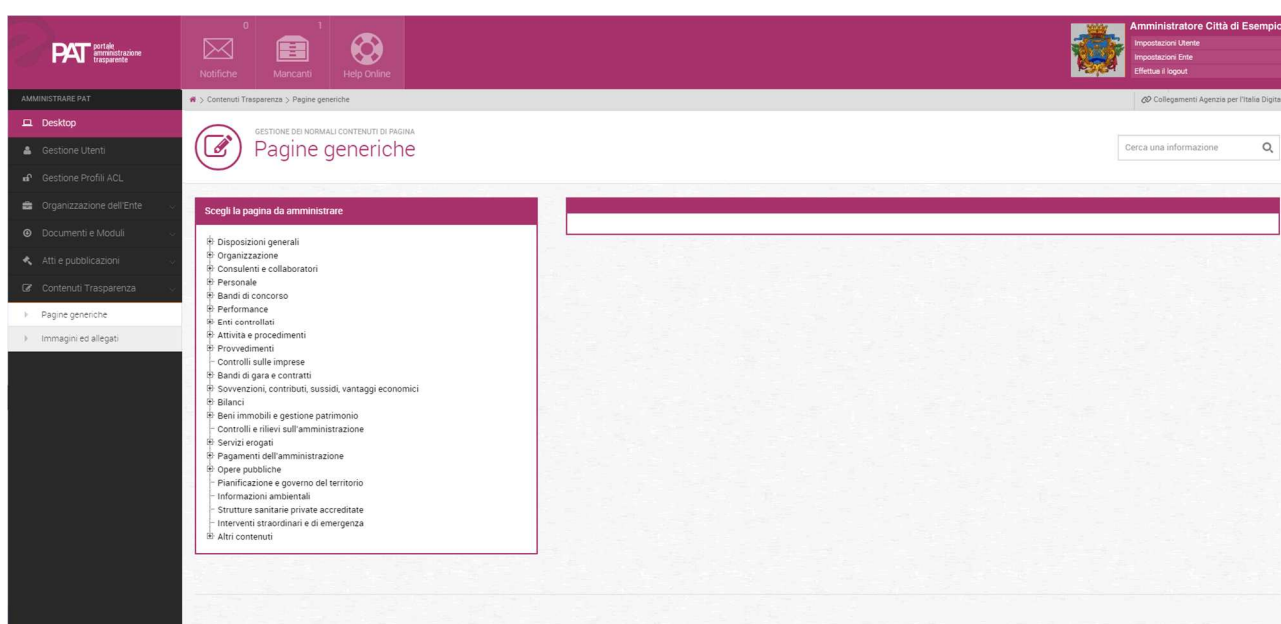 PAT portale
amministrazione
trasparente
0
Notifiche
1
Mancanti
Help Online
Amministratore Città di Esempio
Impostazioni Utente
Impostazioni Ente
Effettua il logout
AMMINISTRARE PAT
> Contenuti Trasparenza > Pagine generiche
Collegamenti Agenzia per l'Italia Digita
Desktop
Gestione Utenti
Gestione Profili ACL
Organizzazione dell'Ente
Documenti e Moduli
Atti e pubblicazioni
Contenuti Trasparenza
Pagine generiche
Immagini ed allegati
GESTIONE DEI NORMALI CONTENUTI DI PAGINA
Pagine generiche
Cerca una informazione
Scegli la pagina da amministrare
Disposizioni generali
Organizzazione
Consulenti e collaboratori
Personale
Bandi di concorso
Performance
Enti controllati
Attivita e procedimenti
Provvedimenti
Controlli sulle imprese
Bandi di gara e contratti
Sovvenzioni, contributi, sussidi, vantaggi economici
Bilanci
Beni immobili e gestione patrimonio
Controlli e rilievi sull'amministrazione
Servizi erogati
Pagamenti dell'amministrazione
Opere pubbliche
Pianificazione e governo del territorio
Informazioni ambientali
Strutture sanitarie private accreditate
Interventi straordinari e di emergenza
Altri contenuti